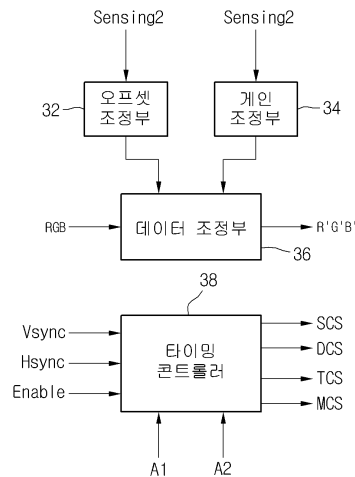 Sensing2 Sensing2
32 오프셋 조정부 게인 조정부 34
RGB 데이터 조정부 R'G'B'
36
38
Vsync
Hsync
Enable
타이밍
콘트롤러
SCS
DCS
TCS
MCS
A1 A2